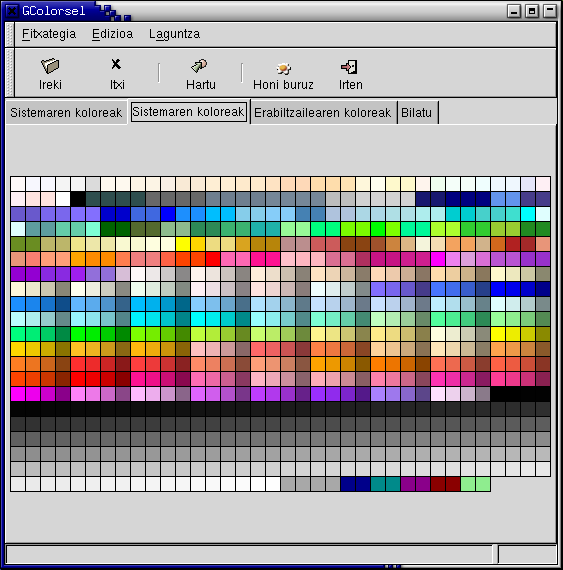 GColorsel
Fitxategia Edizioa Laguntza
Ireki Itxi Hartu Honi buruz Irten
Sistemaren koloreak Sistemaren koloreak Erabiltzailearen koloreak Bilatu